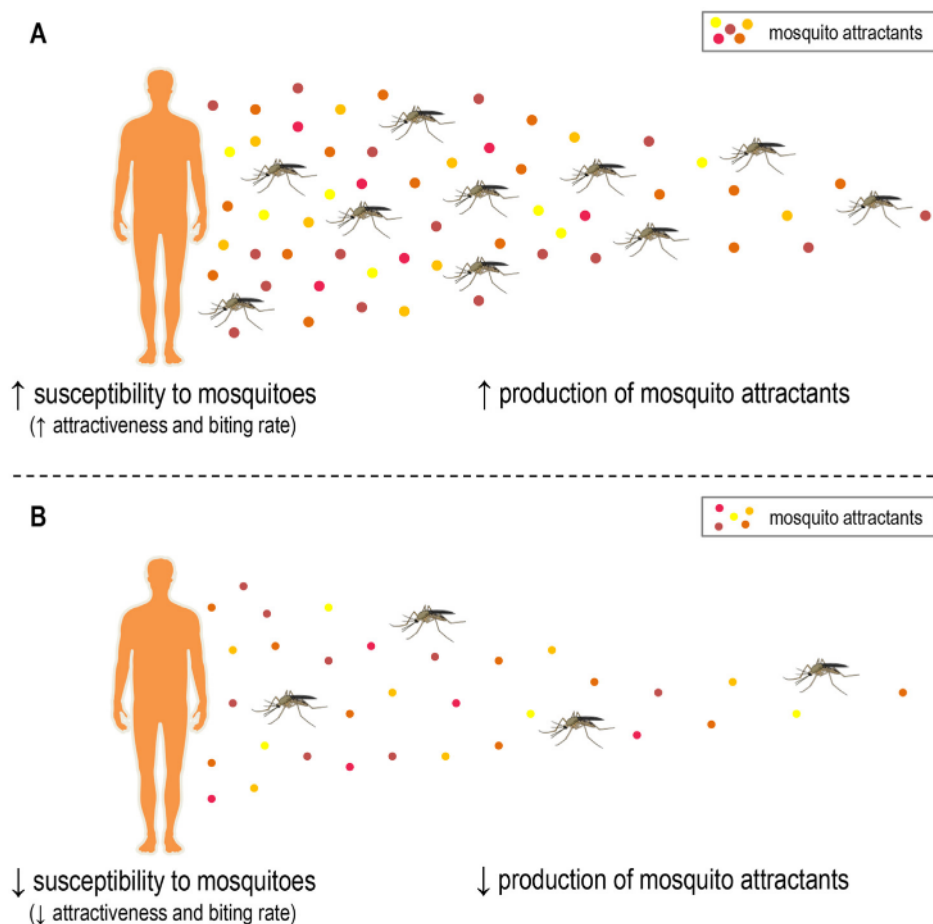 A
mosquito attractants
↑ susceptibility to mosquitoes
(↑ attractiveness and biting rate)
↑ production of mosquito attractants
B
mosquito attractants
↓ susceptibility to mosquitoes
(↓ attractiveness and biting rate)
↓ production of mosquito attractants